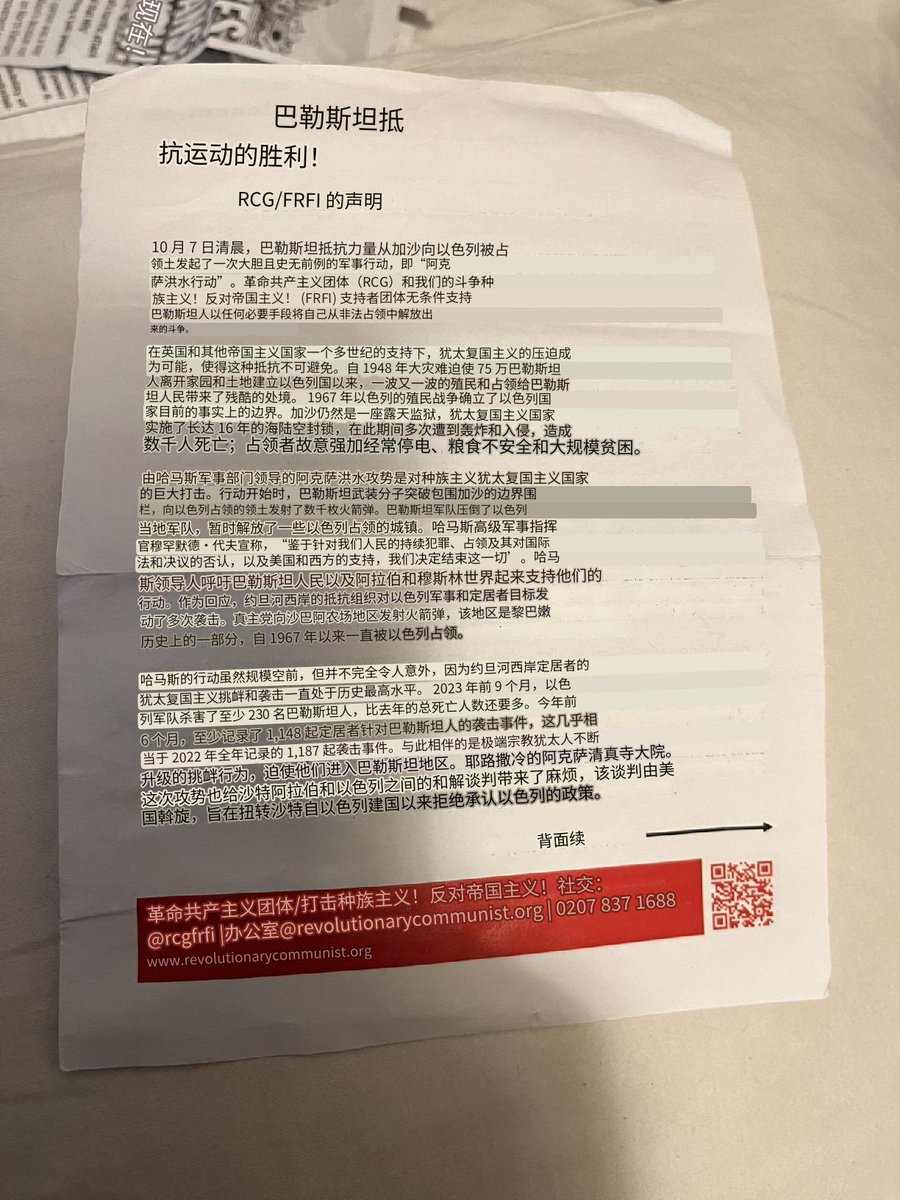 现在！
巴勒斯坦抵
抗运动的胜利！
RCG/FRFI 的声明
10 月 7 日清晨，巴勒斯坦抵抗力量从加沙向以色列被占
领土发起了一次大胆且史无前例的军事行动，即“阿克
萨洪水行动”。革命共产主义团体（RCG）和我们的斗争种
族主义！反对帝国主义！ (FRFI) 支持者团体无条件支持
巴勒斯坦人以任何必要手段将自己从非法占领中解放出
来的斗争。
在英国和其他帝国主义国家一个多世纪的支持下，犹太复国主义的压迫成
为可能，使得这种抵抗不可避免。自 1948 年大灾难迫使 75 万巴勒斯坦
人离开家园和土地建立以色列国以来，一波又一波的殖民和占领给巴勒斯
坦人民带来了残酷的处境。 1967 年以色列的殖民战争确立了以色列国
家目前的事实上的边界。加沙仍然是一座露天监狱，犹太复国主义国家
实施了长达 16 年的海陆空封锁，在此期间多次遭到轰炸和入侵，造成
数千人死亡；占领者故意强加经常停电、粮食不安全和大规模贫困。
由哈马斯军事部门领导的阿克萨洪水攻势是对种族主义犹太复国主义国家
的巨大打击。行动开始时，巴勒斯坦武装分子突破包围加沙的边界围
栏，向以色列占领的领土发射了数千枚火箭弹。巴勒斯坦军队压倒了以色列
当地军队，暂时解放了一些以色列占领的城镇。哈马斯高级军事指挥
官穆罕默德·代夫宣称，“鉴于针对我们人民的持续犯罪、占领及其对国际
法和决议的否认，以及美国和西方的支持，我们决定结束这一切’。哈马
斯领导人呼吁巴勒斯坦人民以及阿拉伯和穆斯林世界起来支持他们的
行动。作为回应，约旦河西岸的抵抗组织对以色列军事和定居者目标发
动了多次袭击。真主党向沙巴阿农场地区发射火箭弹，该地区是黎巴嫩
历史上的一部分，自 1967 年以来一直被以色列占领。
哈马斯的行动虽然规模空前，但并不完全令人意外，因为约旦河西岸定居者的
犹太复国主义挑衅和袭击一直处于历史最高水平。 2023 年前 9 个月，以色
列军队杀害了至少 230 名巴勒斯坦人，比去年的总死亡人数还要多。今年前
6 个月，至少记录了 1,148 起定居者针对巴勒斯坦人的袭击事件，这几乎相
当于 2022 年全年记录的 1,187 起袭击事件。与此相伴的是极端宗教犹太人不断
升级的挑衅行为，迫使他们进入巴勒斯坦地区。耶路撒冷的阿克萨清真寺大院。
这次攻势也给沙特阿拉伯和以色列之间的和解谈判带来了麻烦，该谈判由美
国斡旋，旨在扭转沙特自以色列建国以来拒绝承认以色列的政策。
背面续
革命共产主义团体/打击种族主义！反对帝国主义！社交：
@rcgfrfi |办公室@revolutionarycommunist.org | 0207 837 1688
www.revolutionarycommunist.org